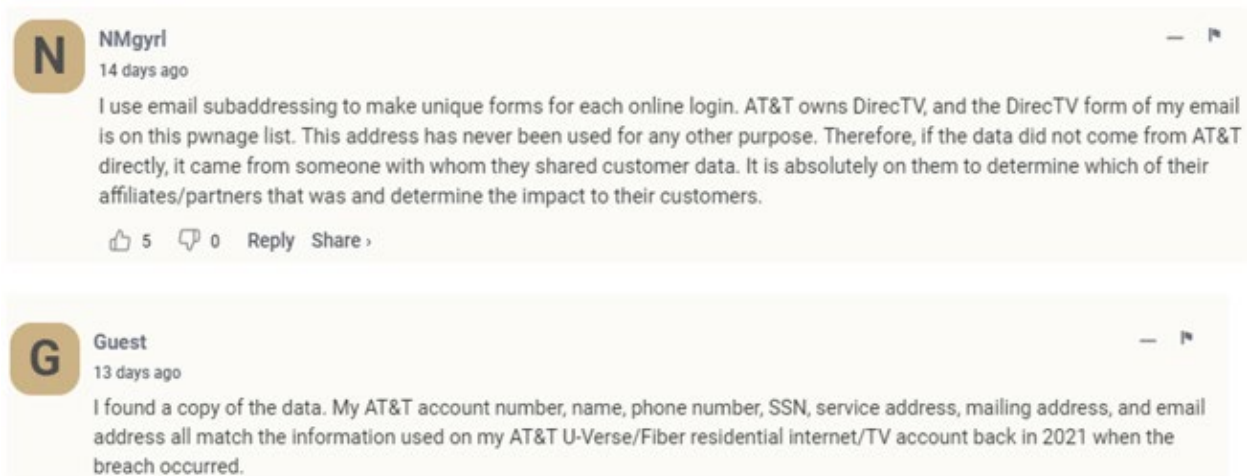 N
NMgyrl
14 days ago
I use email subaddressing to make unique forms for each online login. AT&T owns DirecTV, and the DirecTV form of my email
is on this pwnage list. This address has never been used for any other purpose. Therefore, if the data did not come from AT&T
directly, it came from someone with whom they shared customer data. It is absolutely on them to determine which of their
affiliates/partners that was and determine the impact to their customers.
5 0 Reply Share ›
G
Guest
13 days ago
I found a copy of the data. My AT&T account number, name, phone number, SSN, service address, mailing address, and email
address all match the information used on my AT&T U-Verse/Fiber residential internet/TV account back in 2021 when the
breach occurred.